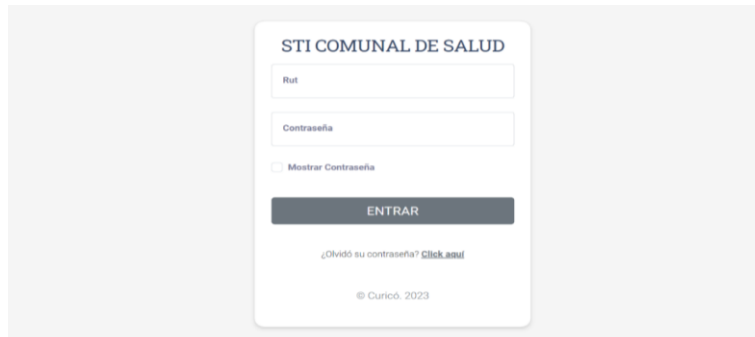 STI COMUNAL DE SALUD
Rut
Contraseña
Mostrar Contraseña
ENTRAR
¿Olvidó su contraseña? Click aquí
© Curicó. 2023